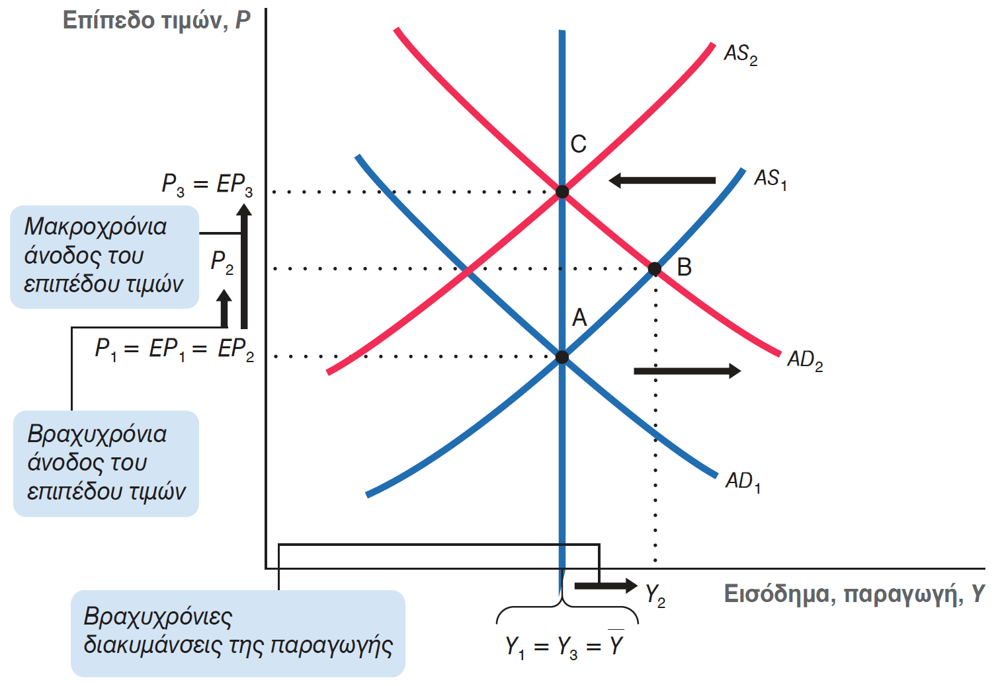 Επίπεδο τιμών, P
AS₂
C
P₃ = EP₃
AS₁
Μακροχρόνια
άνοδος του
επιπέδου τιμών
P₂
B
A
P₁ = EP₁ = EP₂
AD₂
Βραχυχρόνια
άνοδος του
επιπέδου τιμών
AD₁
Y₂
Εισόδημα, παραγωγή, Y
Βραχυχρόνιες
διακυμάνσεις της παραγωγής
Y₁ = Y₃ = Y̅